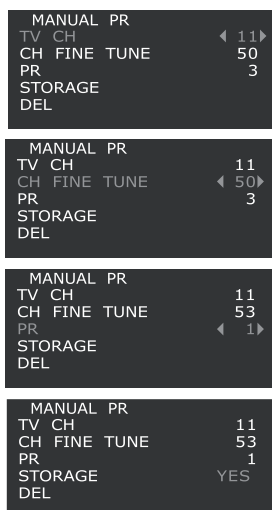 MANUAL PR
TV CH 11
CH FINE TUNE 50
PR 3
STORAGE
DEL
MANUAL PR
TV CH 11
CH FINE TUNE 50
PR 3
STORAGE
DEL
MANUAL PR
TV CH 11
CH FINE TUNE 53
PR 1
STORAGE
DEL
MANUAL PR
TV CH 11
CH FINE TUNE 53
PR 1
STORAGE YES
DEL